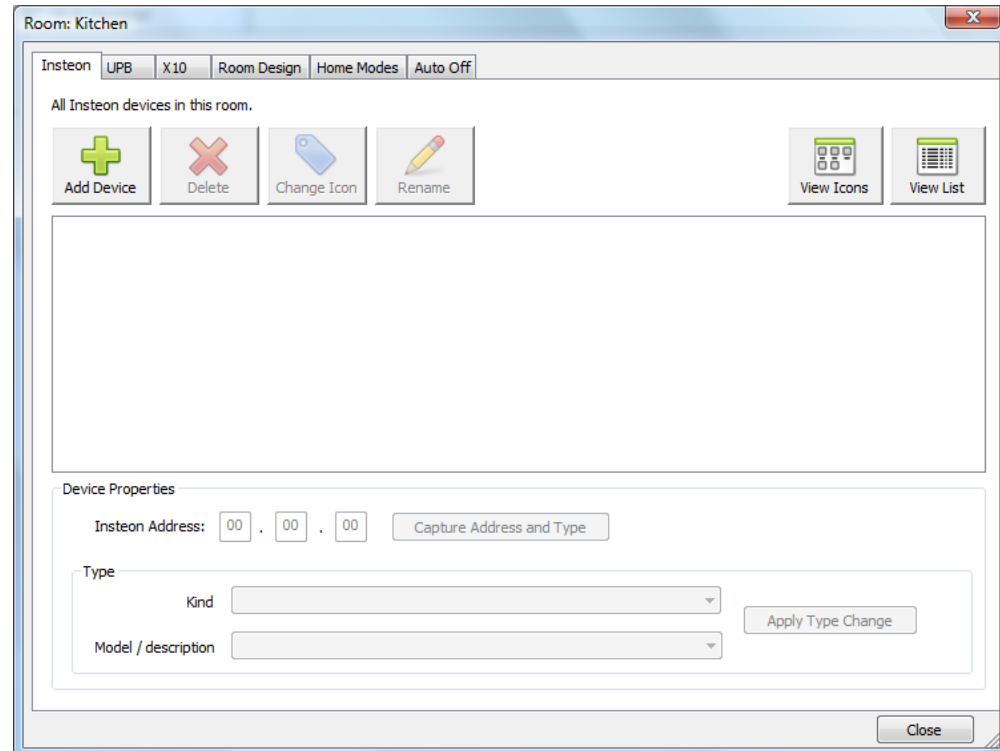 Room: Kitchen
Insteon UPB X10 Room Design Home Modes Auto Off
All Insteon devices in this room.
Add Device Delete Change Icon Rename View Icons View List
Device Properties
Insteon Address: 00 . 00 . 00 Capture Address and Type
Type
Kind
Apply Type Change
Model / description
Close